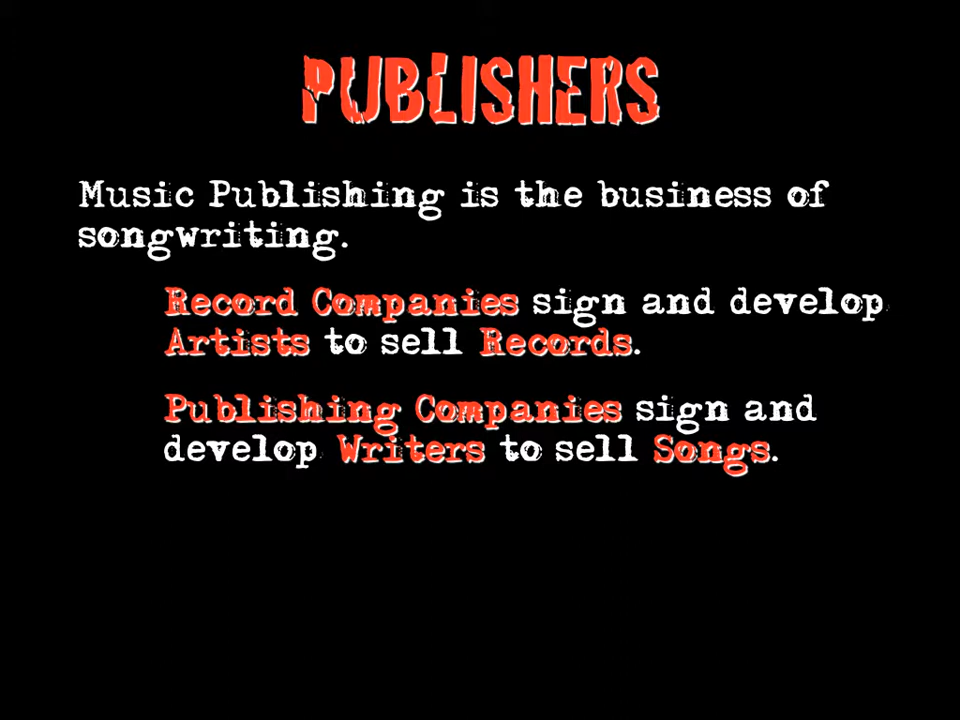 PUBLISHERS
Music Publishing is the business of
songwriting.
Record Companies sign and develop
Artists to sell Records.
Publishing Companies sign and
develop Writers to sell Songs.